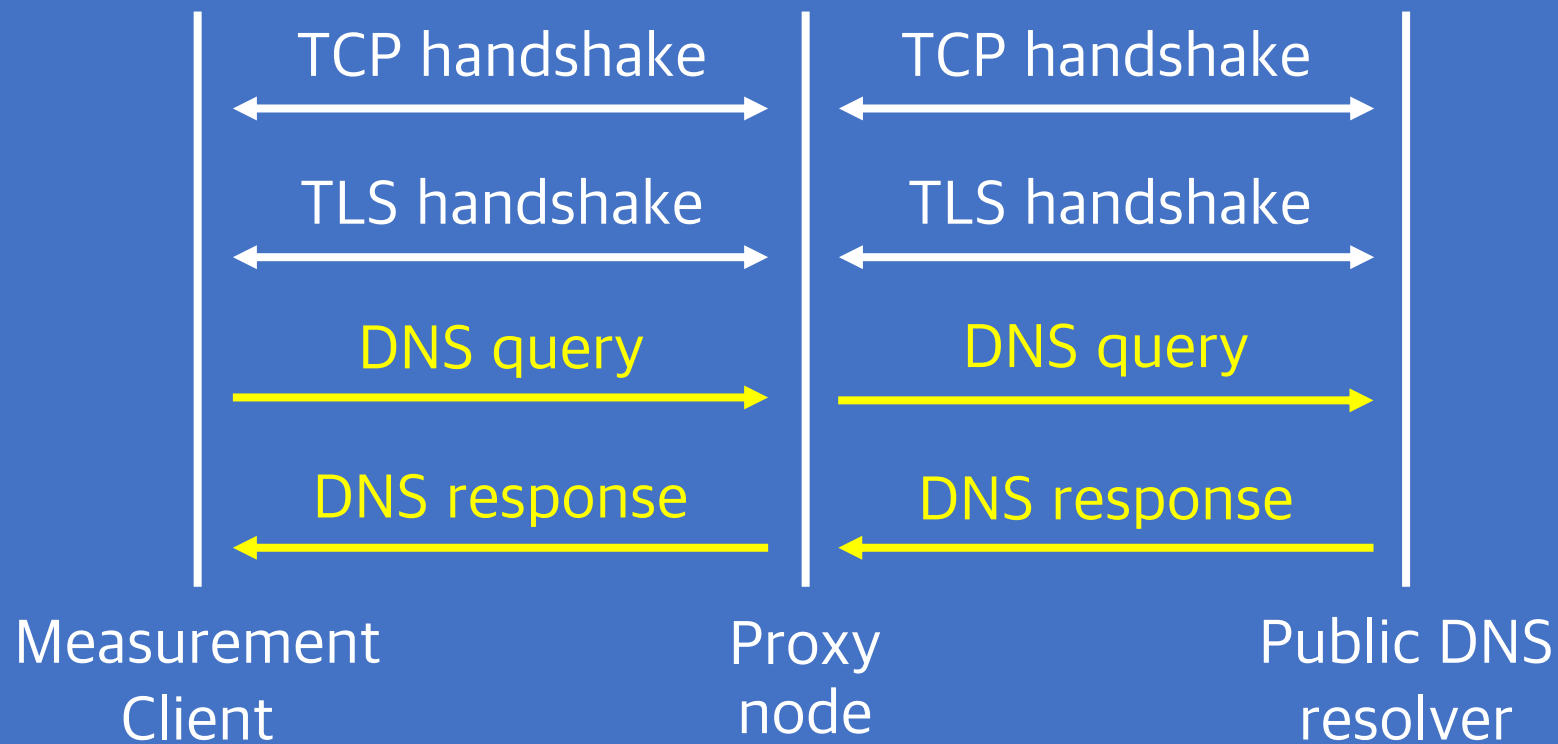 TCP handshake
TCP handshake
TLS handshake
TLS handshake
DNS query
DNS query
DNS response
DNS response
Measurement
Client
Proxy
node
Public DNS
resolver